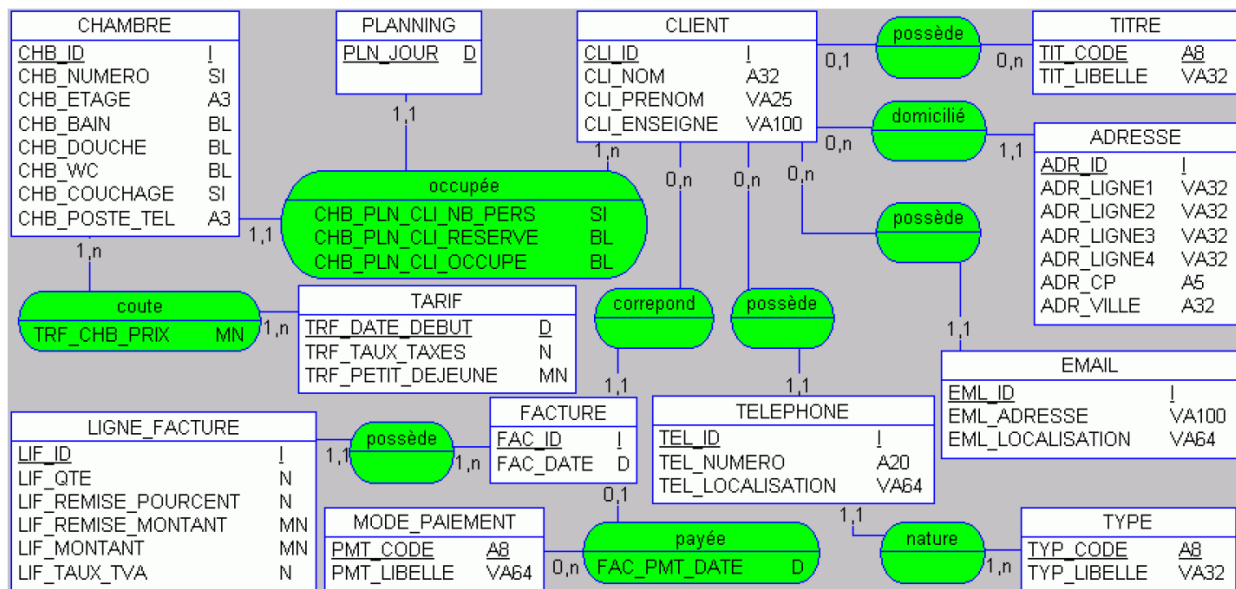 CHAMBRE
CHB_ID I
CHB_NUMERO SI
CHB_ETAGE A3
CHB_BAIN BL
CHB_DOUCHE BL
CHB_WC BL
CHB_COUCHAGE SI
CHB_POSTE_TEL A3
PLANNING
PLN_JOUR D
1,1
CLIENT
CLI_ID I
CLI_NOM A32
CLI_PRENOM VA25
CLI_ENSEIGNE VA100
0,1
possède
0,n
TITRE
TIT_CODE A8
TIT_LIBELLE VA32
0,n
domicilié
1,1
ADRESSE
ADR_ID I
ADR_LIGNE1 VA32
ADR_LIGNE2 VA32
ADR_LIGNE3 VA32
ADR_LIGNE4 VA32
ADR_CP A5
ADR_VILLE A32
1,n
0,n
0,n
0,n
occupée
CHB_PLN_CLI_NB_PERS SI
CHB_PLN_CLI_RESERVE BL
CHB_PLN_CLI_OCCUPE BL
1,1
possède
1,1
1,n
coute
TRF_CHB_PRIX MN
1,n
TARIF
TRF_DATE_DEBUT D
TRF_TAUX_TAXES N
TRF_PETIT_DEJEUNE MN
correpond
1,1
possède
1,1
EMAIL
EML_ID I
EML_ADRESSE VA100
EML_LOCALISATION VA64
LIGNE_FACTURE
LIF_ID I
LIF_QTE N
LIF_REMISE_POURCENT N
LIF_REMISE_MONTANT MN
LIF_MONTANT MN
LIF_TAUX_TVA N
1,1
possède
1,n
FACTURE
FAC_ID I
FAC_DATE D
0,1
TELEPHONE
TEL_ID I
TEL_NUMERO A20
TEL_LOCALISATION VA64
1,1
MODE_PAIEMENT
PMT_CODE A8
PMT_LIBELLE VA64
0,n
payée
FAC_PMT_DATE D
nature
1,n
TYPE
TYP_CODE A8
TYP_LIBELLE VA32